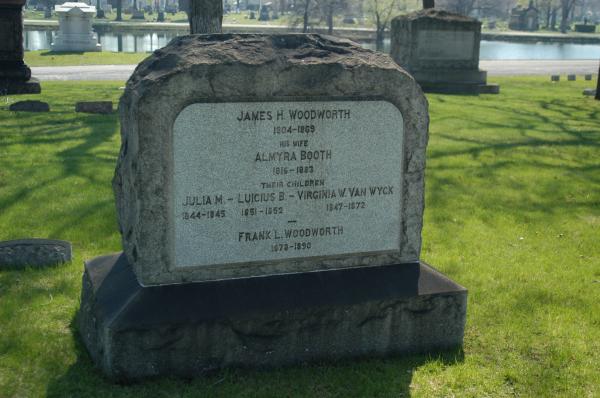 JAMES H. WOODWORTH
1804-1869
HIS WIFE
ALMYRA BOOTH
1816-1883
THEIR CHILDREN
JULIA M. - LUICIUS B. - VIRGINIA W. VAN WYCK
1844-1845 1851-1852 1847-1872
FRANK L. WOODWORTH
1873-1890